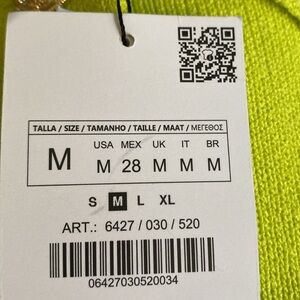 TALLA / SIZE / TAMANHO / TAILLE / MAAT / ΜΕΓΕΘΟΣ
M
USA MEX UK IT BR
M 28 M M M
S M L XL
ART.: 6427 / 030 / 520
06427030520034